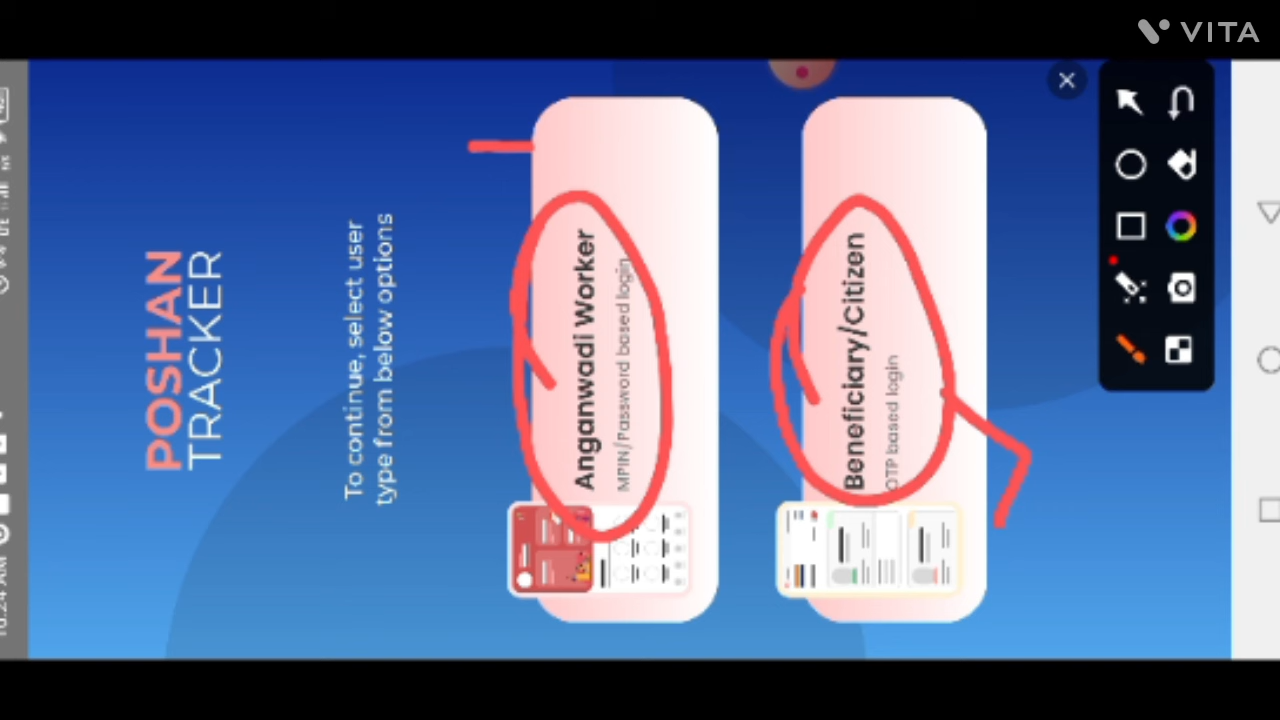 VITA
POSHAN
TRACKER
To continue, select user
type from below options
Anganwadi Worker
MPIN/Password based login
Beneficiary/Citizen
OTP based login